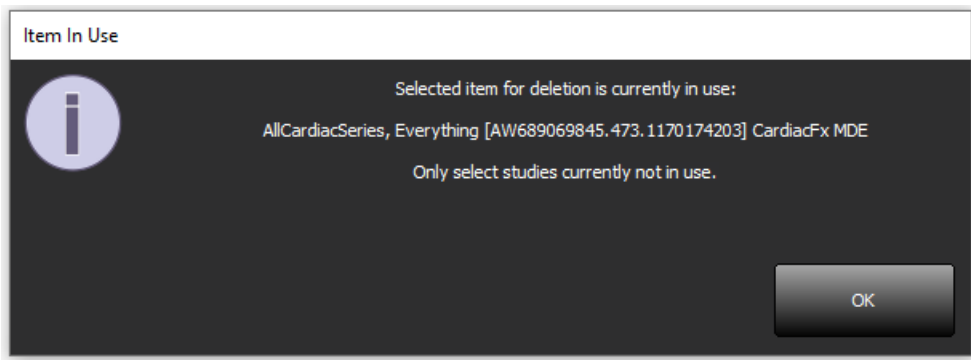 Item In Use
Selected item for deletion is currently in use:
AllCardiacSeries, Everything [AW689069845.473.1170174203] CardiacFx MDE
Only select studies currently not in use.
OK